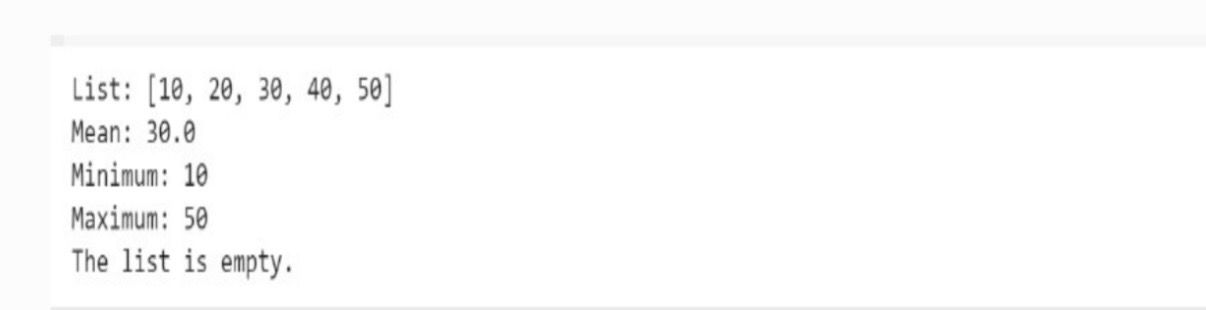 List: [10, 20, 30, 40, 50]
Mean: 30.0
Minimum: 10
Maximum: 50
The list is empty.